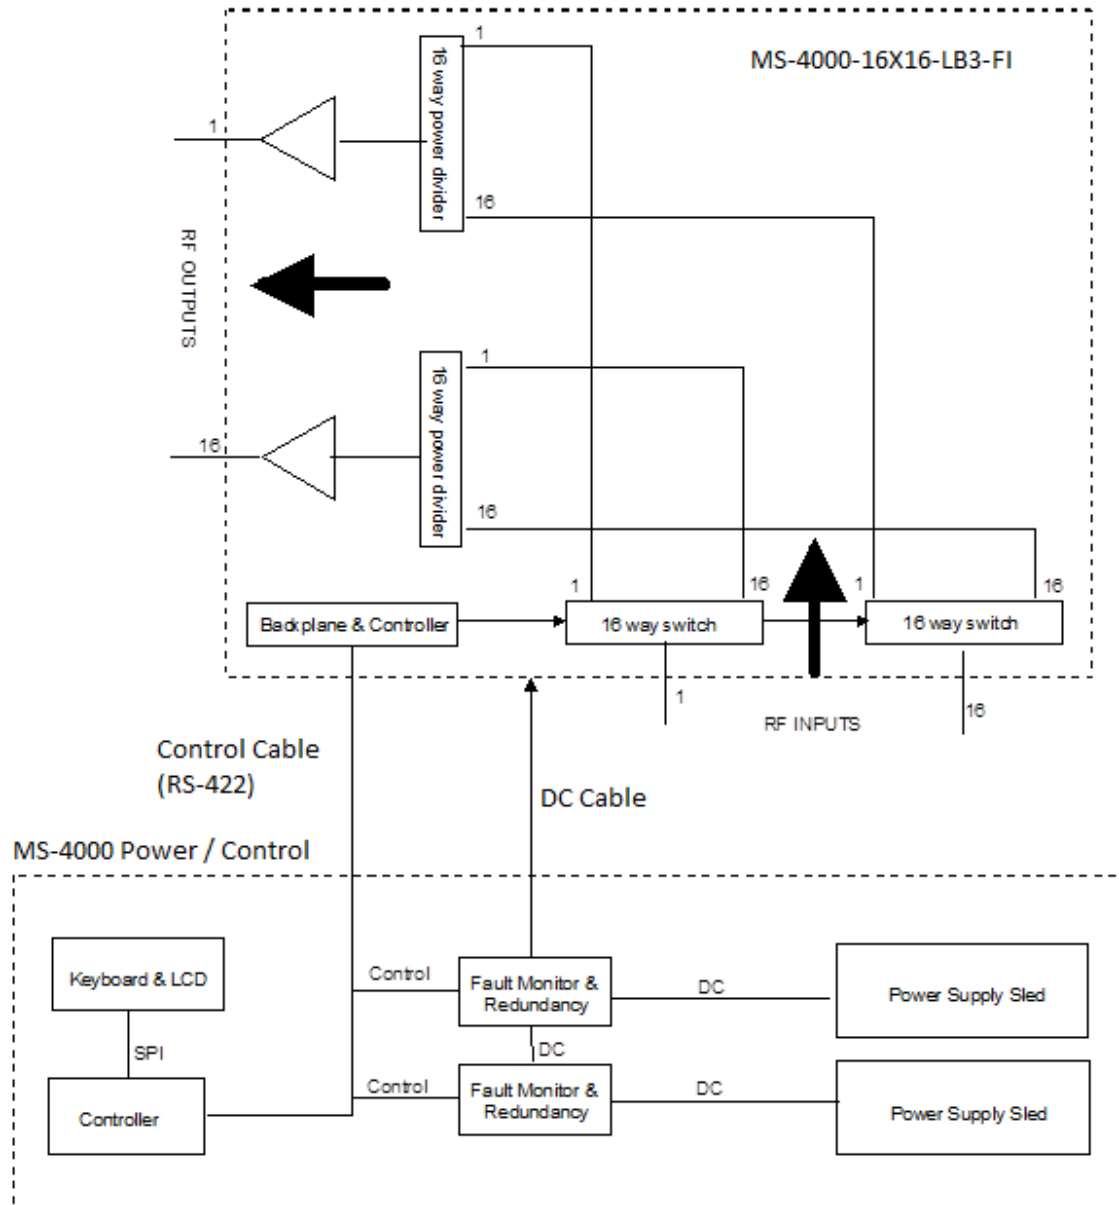 1
MS-4000-16X16-LB3-FI
16 way power divider
1
16
RF OUTPUTS
1
16 way power divider
16
16
1
16
1
16
Backplane & Controller
16 way switch
16 way switch
1
16
RF INPUTS
Control Cable
(RS-422)
DC Cable
MS-4000 Power / Control
Keyboard & LCD
Control
Fault Monitor &
Redundancy
DC
Power Supply Sled
SPI
DC
Controller
Control
Fault Monitor &
Redundancy
DC
Power Supply Sled